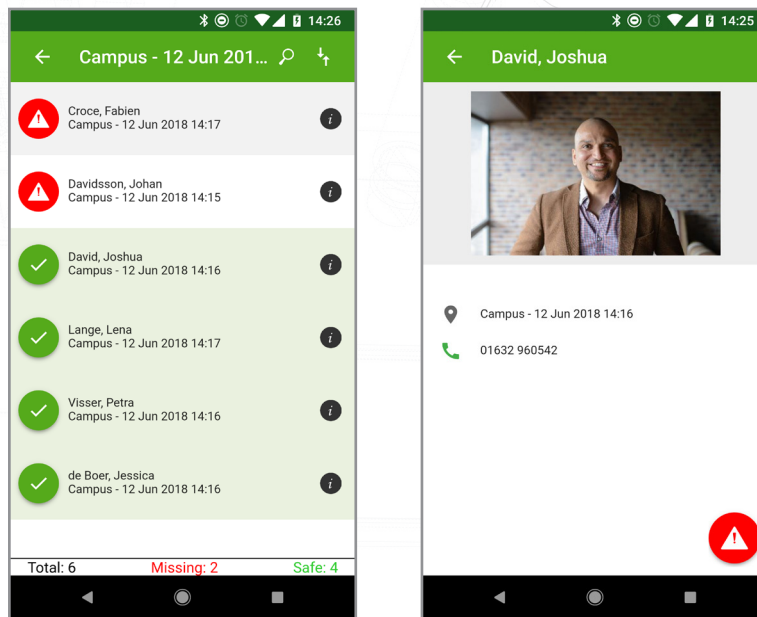 14:26
Campus - 12 Jun 201...
Croce, Fabien
Campus - 12 Jun 2018 14:17
i
Davidsson, Johan
Campus - 12 Jun 2018 14:15
i
David, Joshua
Campus - 12 Jun 2018 14:16
i
Lange, Lena
Campus - 12 Jun 2018 14:17
i
Visser, Petra
Campus - 12 Jun 2018 14:16
i
de Boer, Jessica
Campus - 12 Jun 2018 14:16
i
Total: 6 Missing: 2 Safe: 4
14:25
David, Joshua
Campus - 12 Jun 2018 14:16
01632 960542